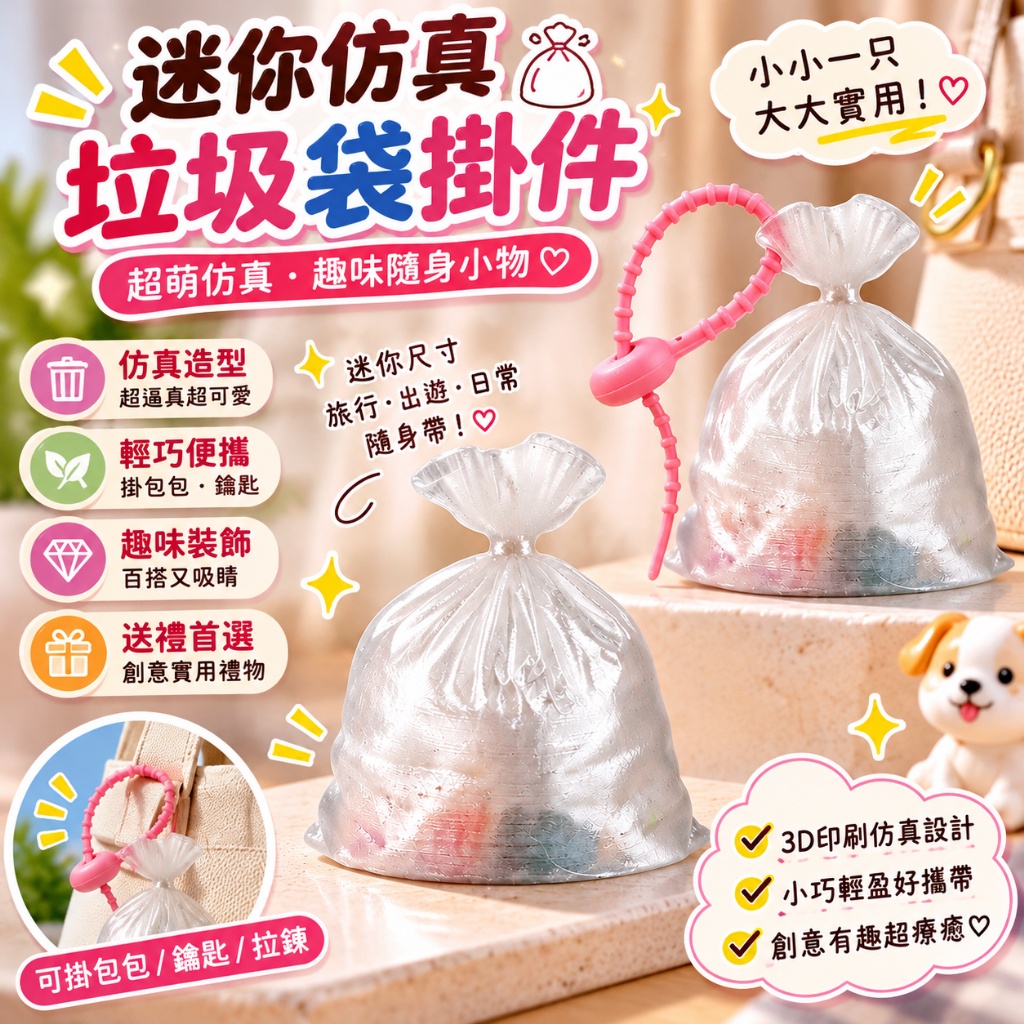 迷你仿真
垃圾袋掛件
超萌仿真・趣味隨身小物♡
小小一只
大大實用！♡
仿真造型
超逼真超可愛
輕巧便攜
掛包包・鑰匙
趣味裝飾
百搭又吸睛
送禮首選
創意實用禮物
迷你尺寸
旅行・出遊・日常
隨身帶！♡
可掛包包/鑰匙/拉鍊
3D印刷仿真設計
小巧輕盈好攜帶
創意有趣超療癒♡